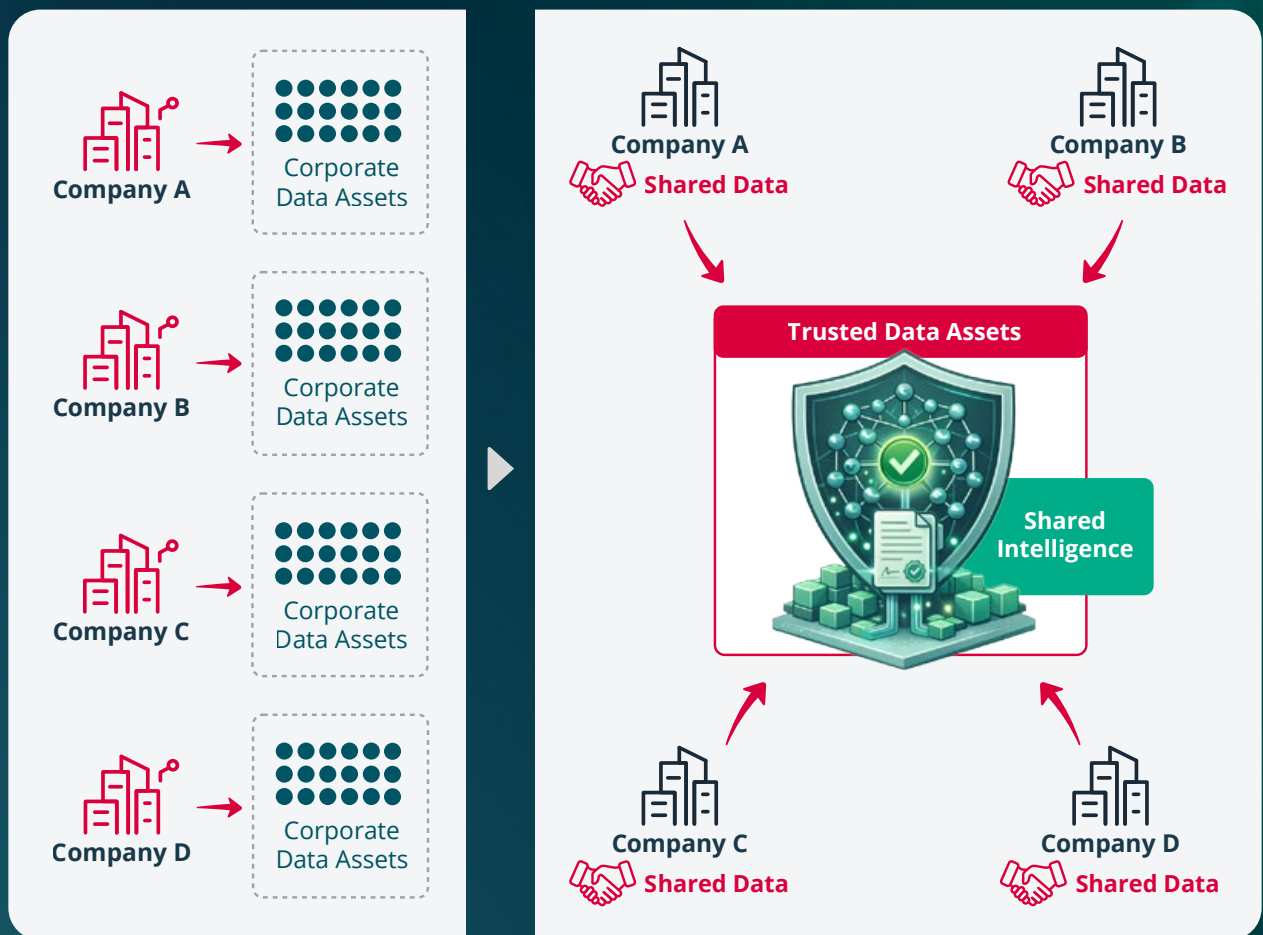 Company A
Corporate
Data Assets
Company B
Corporate
Data Assets
Company C
Corporate
Data Assets
Company D
Corporate
Data Assets
Company A
Shared Data
Company B
Shared Data
Trusted Data Assets
Shared
Intelligence
Company C
Shared Data
Company D
Shared Data